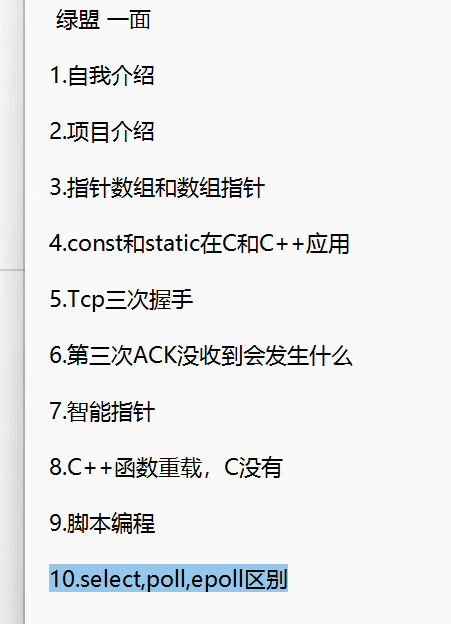 绿盟 一面
1.自我介绍
2.项目介绍
3.指针数组和数组指针
4.const和static在C和C++应用
5.Tcp三次握手
6.第三次ACK没收到会发生什么
7.智能指针
8.C++函数重载，C没有
9.脚本编程
10.select,poll,epoll区别